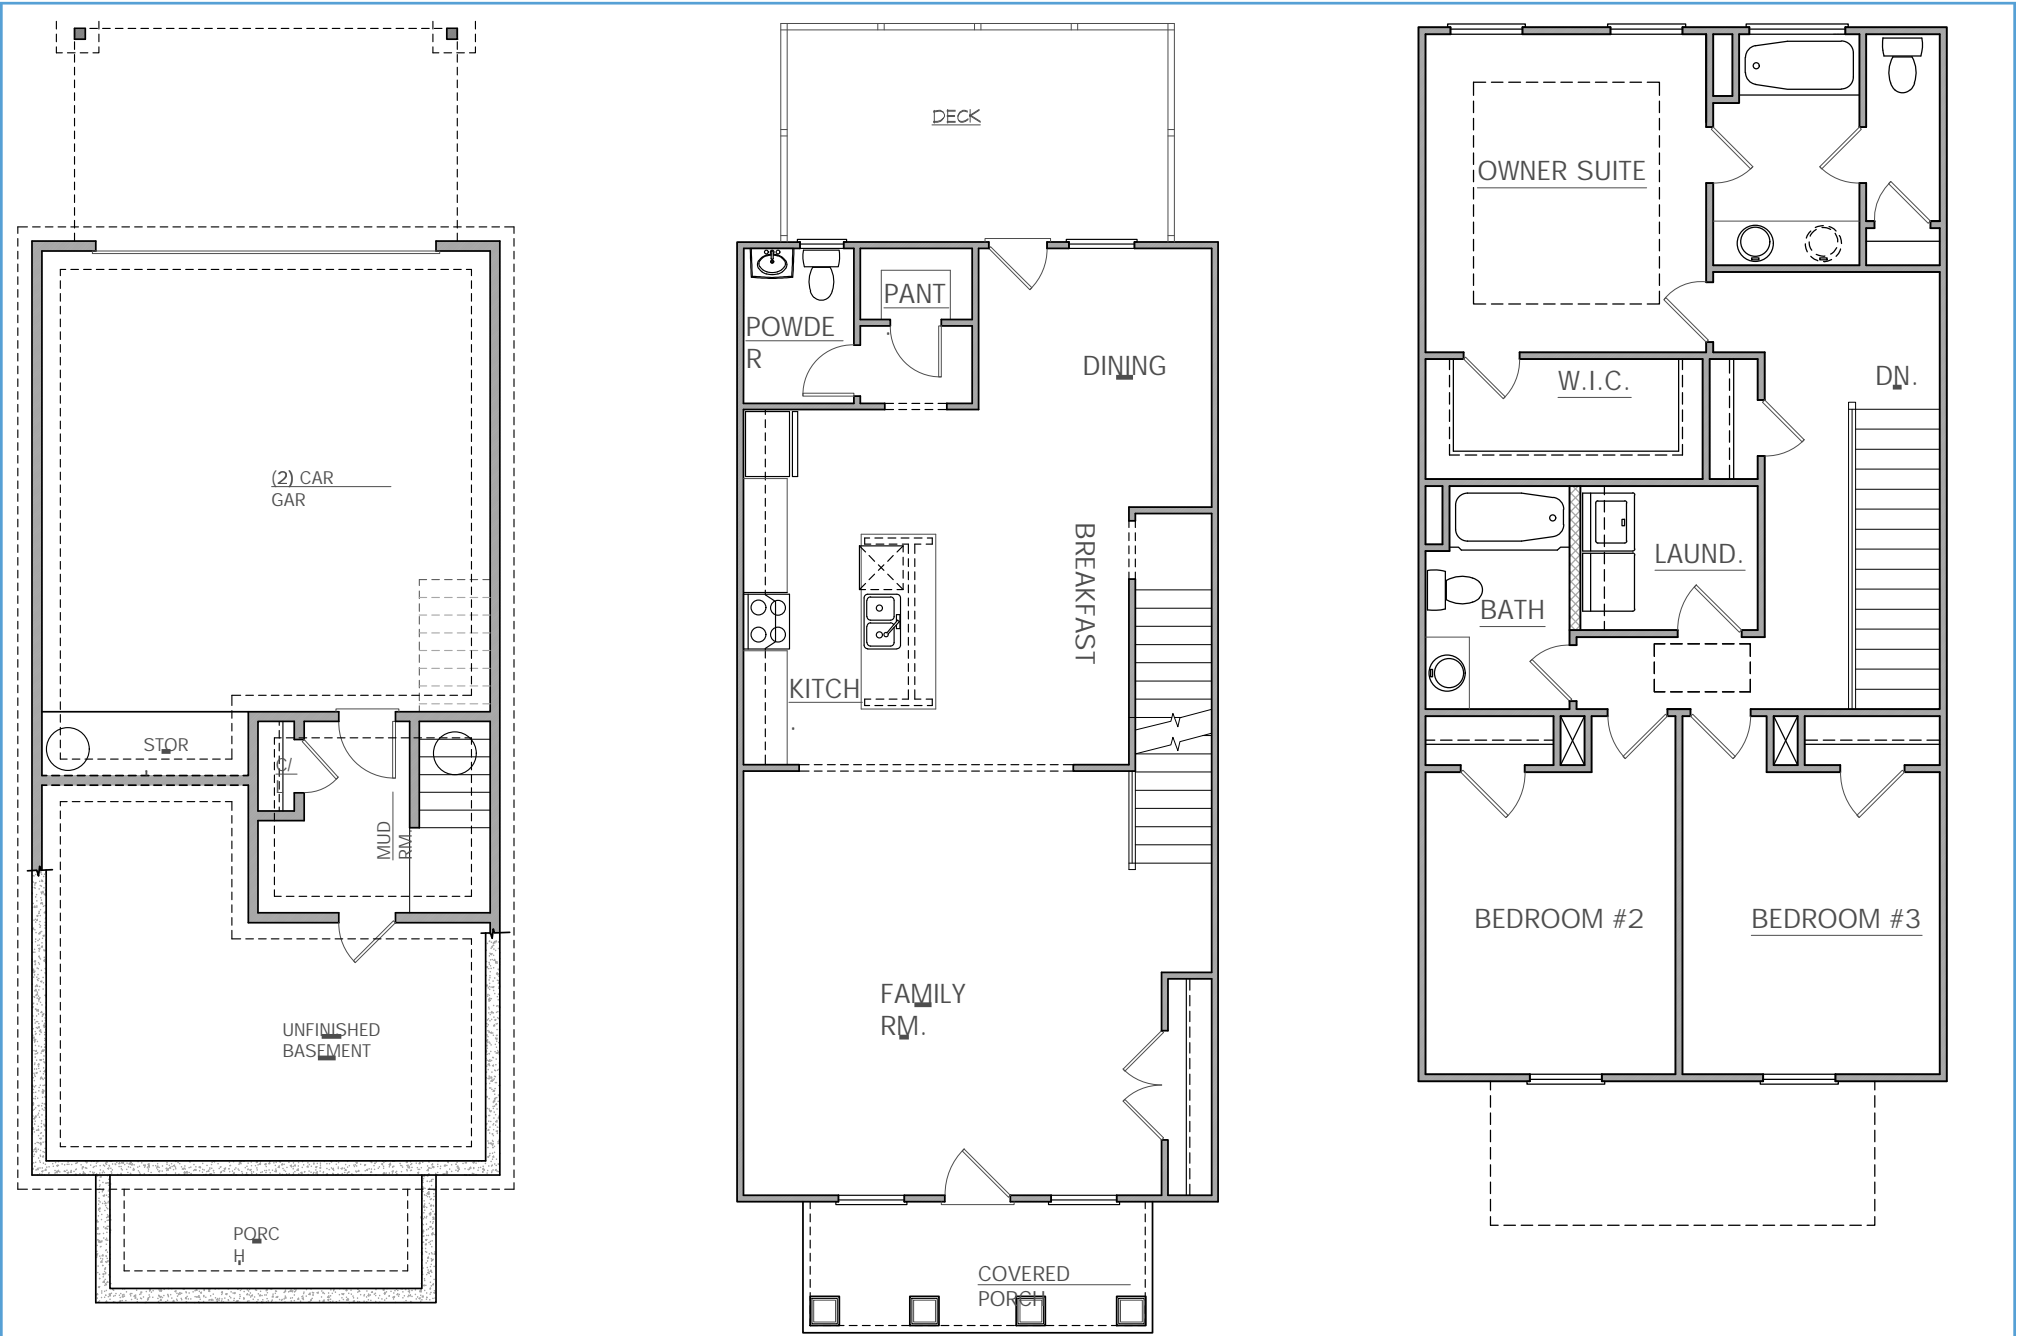 (2) CAR
GAR
STOR
C/
MUD
RM.
UNFINISHED
BASEMENT
PORC
H
DECK
PANT
POWDE
R
DINING
BREAKFAST
KITCH
FAMILY
RM.
COVERED
PORCH
OWNER SUITE
W.I.C.
DN.
LAUND.
BATH
BEDROOM #2
BEDROOM #3